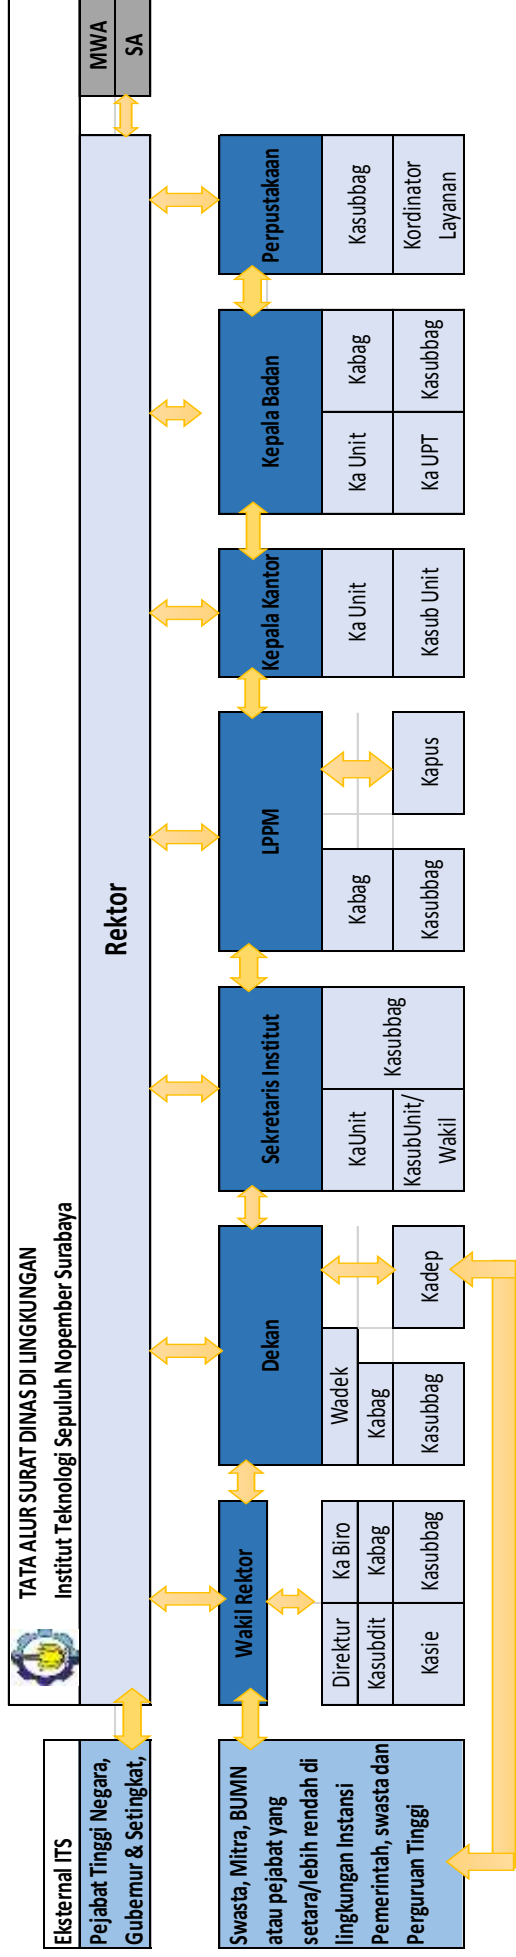 TATA ALUR SURAT DINAS DI LINGKUNGAN
Institut Teknologi Sepuluh Nopember Surabaya
Eksternal ITS
Pejabat Tinggi Negara,
Gubernur & Setingkat,
Rektor
MWA
SA
Swasta, Mitra, BUMN
atau pejabat yang
setara/lebih rendah di
lingkungan Instansi
Pemerintah, swasta dan
Perguruan Tinggi
Wakil Rektor
Direktur
Ka Biro
Kasubdit
Kabag
Kasie
Kasubbag
Dekan
Wadek
Kabag
Kasubbag
Kadep
Sekretaris Institut
KaUnit
KasubUnit/
Wakil
Kasubbag
LPPM
Kabag
Kasubbag
Kapus
Kepala Kantor
Ka Unit
Kasub Unit
Kepala Badan
Ka Unit
Kabag
Ka UPT
Kasubbag
Perpustakaan
Kasubbag
Kordinator
Layanan